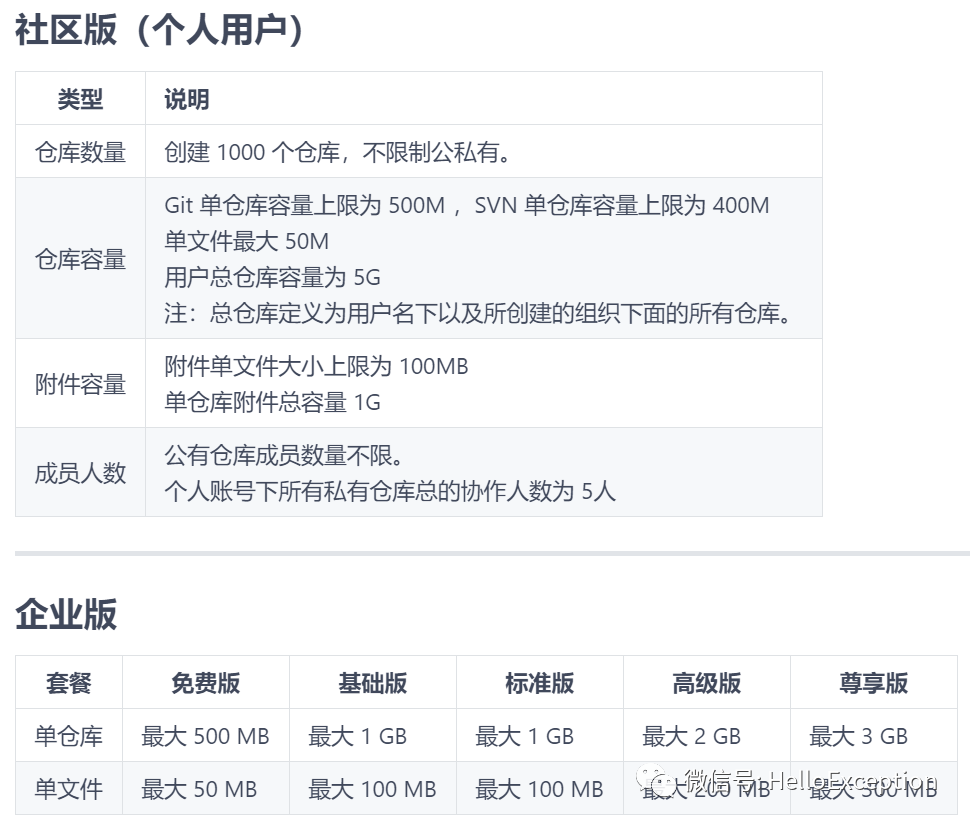 社区版（个人用户）
类型 说明
仓库数量 创建 1000 个仓库，不限制公私有。
仓库容量
Git 单仓库容量上限为 500M ，SVN 单仓库容量上限为 400M
单文件最大 50M
用户总仓库容量为 5G
注：总仓库定义为用户名下以及所创建的组织下面的所有仓库。
附件容量
附件单文件大小上限为 100MB
单仓库附件总容量 1G
成员人数
公有仓库成员数量不限。
个人账号下所有私有仓库总的协作人数为 5人
企业版
套餐 免费版 基础版 标准版 高级版 尊享版
单仓库 最大 500 MB 最大 1 GB 最大 1 GB 最大 2 GB 最大 3 GB
单文件 最大 50 MB 最大 100 MB 最大 100 MB 最大 200 MB 最大 300 MB
微信号: HelloException